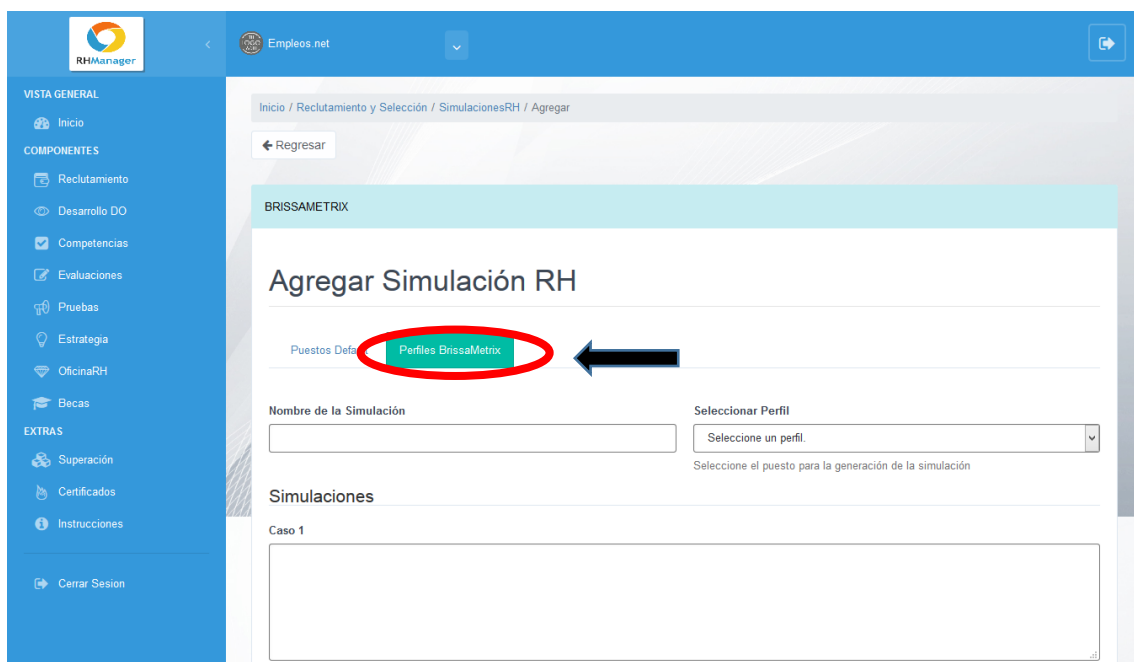 RHManager
Empleos.net
VISTA GENERAL
Inicio
COMPONENTES
Reclutamiento
Desarrollo DO
Competencias
Evaluaciones
Pruebas
Estrategia
OficinaRH
Becas
EXTRAS
Superación
Certificados
Instrucciones
Cerrar Sesion
Inicio / Reclutamiento y Selección / SimulacionesRH / Agregar
Regresar
BRISSAMETRIX
Agregar Simulación RH
Puestos Perfiles BrissaMetrix
Nombre de la Simulación
Seleccionar Perfil
Seleccione un perfil.
Seleccione el puesto para la generación de la simulación
Simulaciones
Caso 1